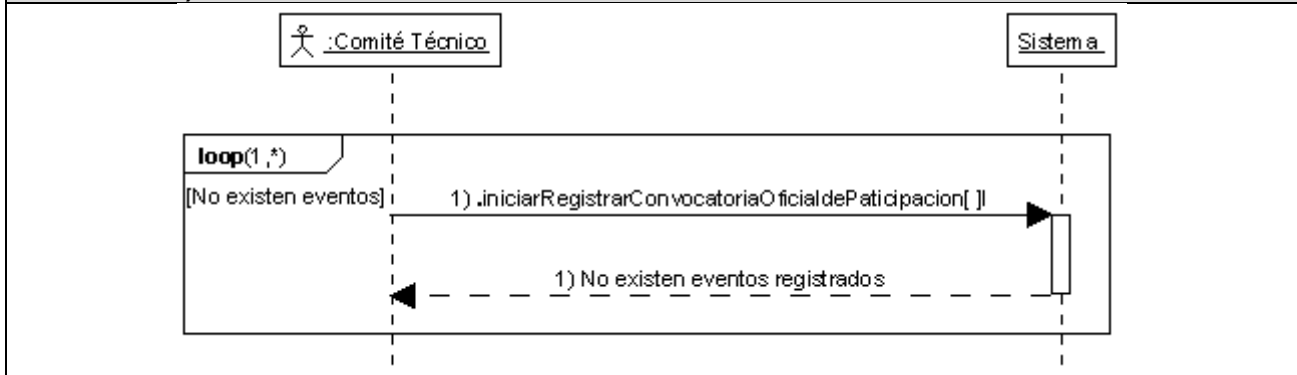 :Comité Técnico
Sistema
loop(1,*)
[No existen eventos]
1) .iniciarRegistrarConvocatoriaOficialdePaticipacion[ ]l
1) No existen eventos registrados